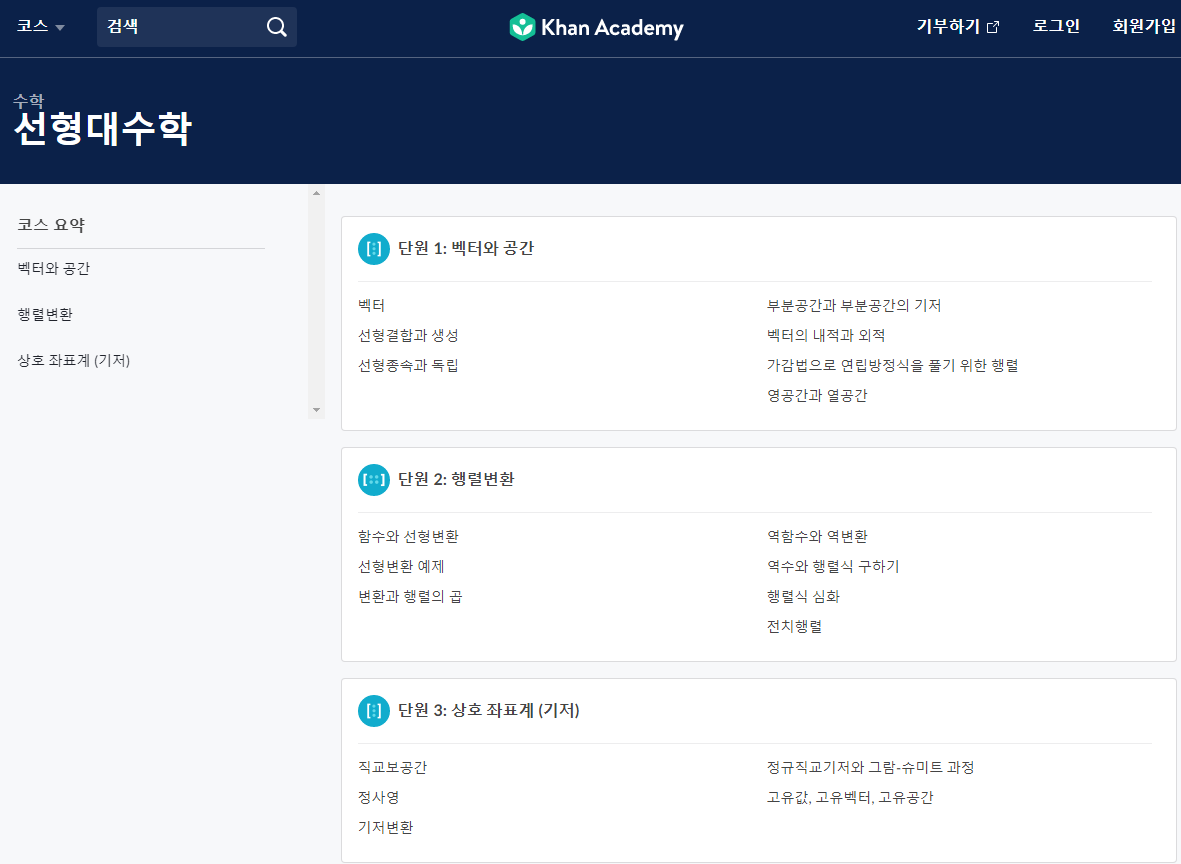 코스
검색
Khan Academy
기부하기
로그인
회원가입
수학
선형대수학
코스 요약
벡터와 공간
행렬변환
상호 좌표계 (기저)
단원 1: 벡터와 공간
벡터
선형결합과 생성
선형종속과 독립
부분공간과 부분공간의 기저
벡터의 내적과 외적
가감법으로 연립방정식을 풀기 위한 행렬
영공간과 열공간
단원 2: 행렬변환
함수와 선형변환
선형변환 예제
변환과 행렬의 곱
역함수와 역변환
역수와 행렬식 구하기
행렬식 심화
전치행렬
단원 3: 상호 좌표계 (기저)
직교보공간
정사영
기저변환
정규직교기저와 그람-슈미트 과정
고유값, 고유벡터, 고유공간